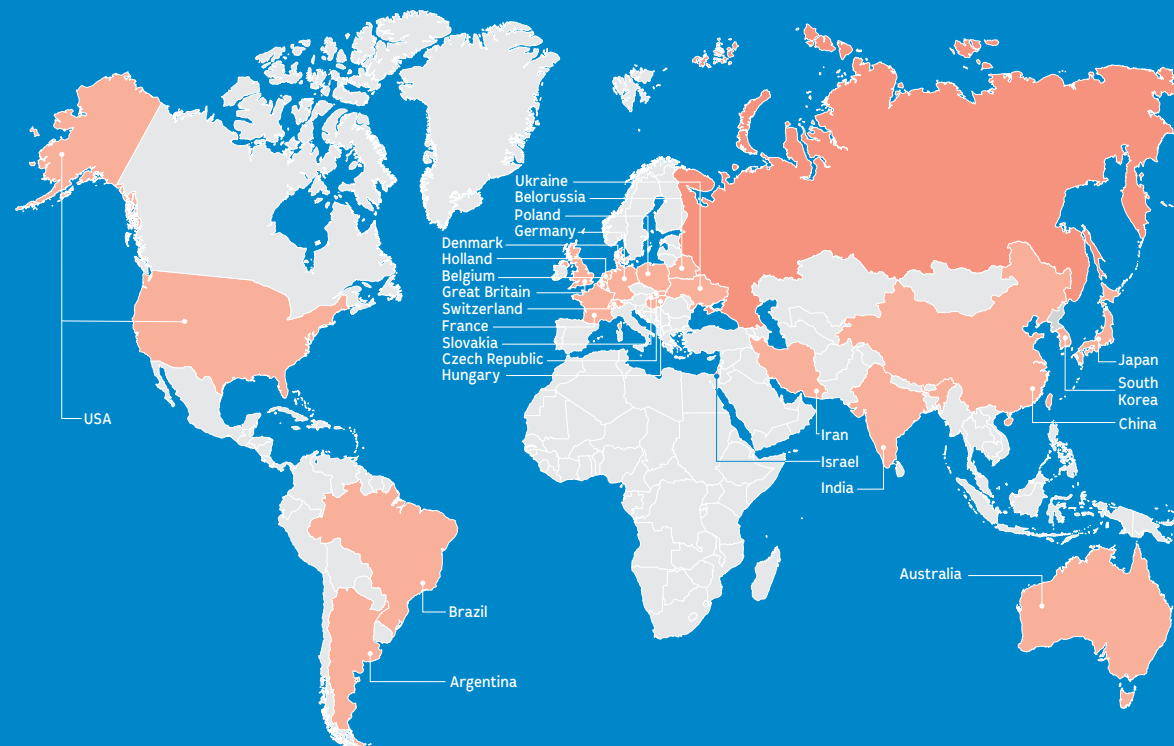 Ukraine
Belorussia
Poland
Germany
Denmark
Holland
Belgium
Great Britain
Switzerland
France
Slovakia
Czech Republic
Hungary
USA
Japan
South
Korea
China
Iran
Israel
India
Australia
Brazil
Argentina